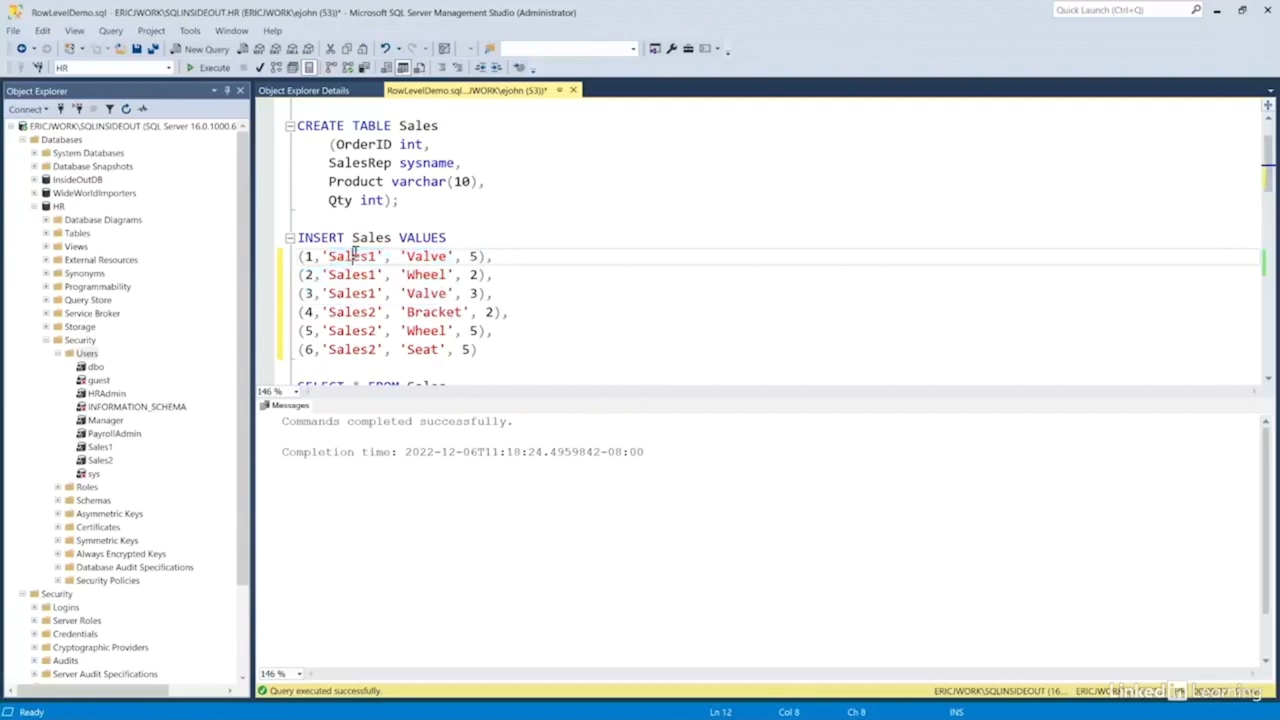 RowLevelDemo.sql - ERICJWORK\SQLINSIDEOUT.HR (ERICJWORK\ejohn (53))* - Microsoft SQL Server Management Studio (Administrator)
Quick Launch (Ctrl+Q)
File Edit View Query Project Tools Window Help
New Query
HR Execute
Object Explorer
Connect
ERICJWORK\SQLINSIDEOUT (SQL Server 16.0.1000.6
Databases
System Databases
Database Snapshots
InsideOutDB
WideWorldImporters
HR
Database Diagrams
Tables
Views
External Resources
Synonyms
Programmability
Query Store
Service Broker
Storage
Security
Users
dbo
guest
HRAdmin
INFORMATION_SCHEMA
Manager
PayrollAdmin
Sales1
Sales2
sys
Roles
Schemas
Asymmetric Keys
Certificates
Symmetric Keys
Always Encrypted Keys
Database Audit Specifications
Security Policies
Security
Logins
Server Roles
Credentials
Cryptographic Providers
Audits
Server Audit Specifications
Object Explorer Details RowLevelDemo.sql...JWORK\ejohn (53))*
CREATE TABLE Sales
(OrderID int,
SalesRep sysname,
Product varchar(10),
Qty int);
INSERT Sales VALUES
(1,'Sales1', 'Valve', 5),
(2,'Sales1', 'Wheel', 2),
(3,'Sales1', 'Valve', 3),
(4,'Sales2', 'Bracket', 2),
(5,'Sales2', 'Wheel', 5),
(6,'Sales2', 'Seat', 5)
SELECT * FROM Sales
146 %
Messages
Commands completed successfully.
Completion time: 2022-12-06T11:18:24.4959842-08:00
146 %
Query executed successfully. ERICJWORK\SQLINSIDEOUT (16...
LinkedIn Learning
Ready Ln 12 Col 8 Ch 8 INS